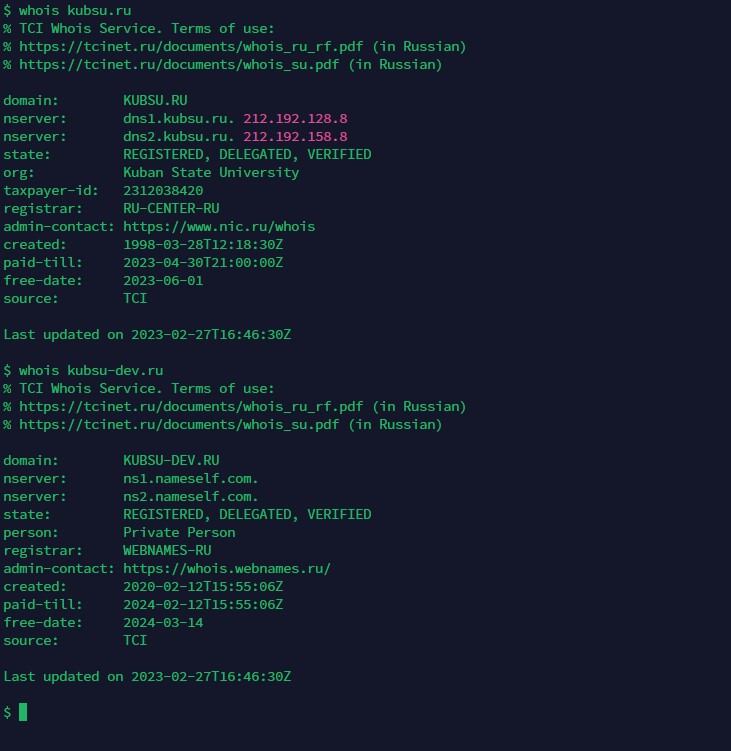 $ whois kubsu.ru
% TCI Whois Service. Terms of use:
% https://tcinet.ru/documents/whois_ru_rf.pdf (in Russian)
% https://tcinet.ru/documents/whois_su.pdf (in Russian)

domain:        KUBSU.RU
nserver:       dns1.kubsu.ru. 212.192.128.8
nserver:       dns2.kubsu.ru. 212.192.158.8
state:         REGISTERED, DELEGATED, VERIFIED
org:           Kuban State University
taxpayer-id:   2312038420
registrar:     RU-CENTER-RU
admin-contact: https://www.nic.ru/whois
created:       1998-03-28T12:18:30Z
paid-till:     2023-04-30T21:00:00Z
free-date:     2023-06-01
source:        TCI

Last updated on 2023-02-27T16:46:30Z

$ whois kubsu-dev.ru
% TCI Whois Service. Terms of use:
% https://tcinet.ru/documents/whois_ru_rf.pdf (in Russian)
% https://tcinet.ru/documents/whois_su.pdf (in Russian)

domain:        KUBSU-DEV.RU
nserver:       ns1.nameself.com.
nserver:       ns2.nameself.com.
state:         REGISTERED, DELEGATED, VERIFIED
person:        Private Person
registrar:     WEBNAMES-RU
admin-contact: https://whois.webnames.ru/
created:       2020-02-12T15:55:06Z
paid-till:     2024-02-12T15:55:06Z
free-date:     2024-03-14
source:        TCI

Last updated on 2023-02-27T16:46:30Z

$